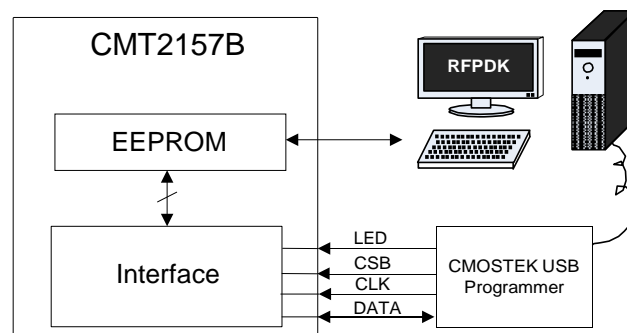 CMT2157B
RFPDK
EEPROM
LED
CSB
CLK
DATA
Interface
CMOSTEK USB
Programmer